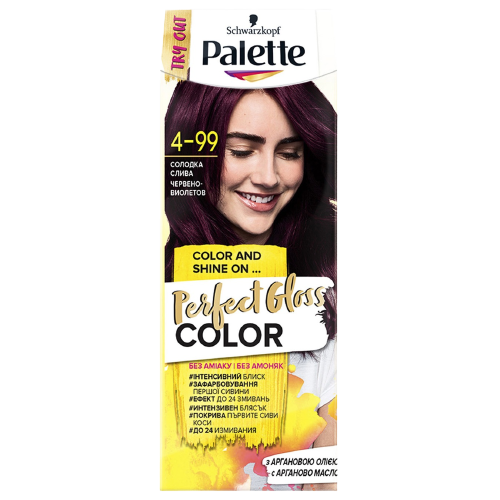 TRY OUT
Schwarzkopf
Palette
4-99
СОЛОДКА
СЛИВА
ЧЕРВЕНО-
ВИОЛЕТОВ
COLOR AND
SHINE ON ...
Perfect Gloss
COLOR
БЕЗ АМІАКУ | БЕЗ АМОНЯК
#ІНТЕНСИВНИЙ БЛИСК
#ЗАФАРБОВУВАННЯ
ПЕРШОЇ СИВИНИ
#ЕФЕКТ ДО 24 ЗМИВАНЬ
#ИНТЕНЗИВЕН БЛЯСЪК
#ПОКРИВА ПЪРВИТЕ СИВИ
КОСИ
#ДО 24 ИЗМИВАНИЯ
З АРГАНОВОЮ ОЛІЄЮ
С АРГАНОВО МАСЛО